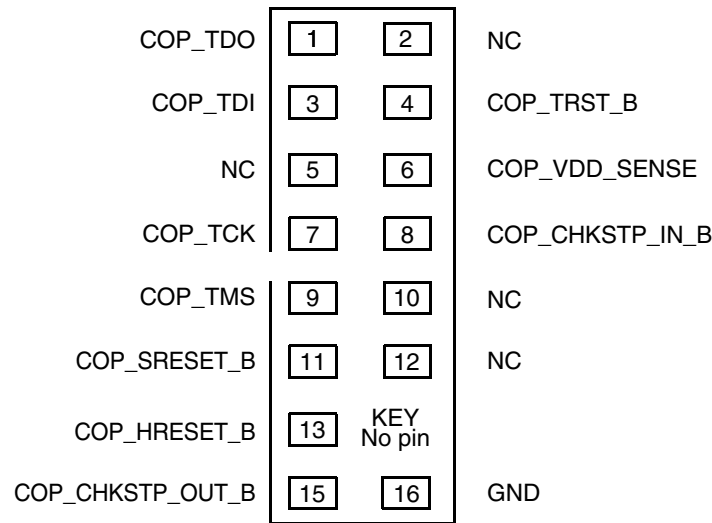 COP_TDO 1 2 NC
COP_TDI 3 4 COP_TRST_B
NC 5 6 COP_VDD_SENSE
COP_TCK 7 8 COP_CHKSTP_IN_B
COP_TMS 9 10 NC
COP_SRESET_B 11 12 NC
COP_HRESET_B 13 KEY
No pin
COP_CHKSTP_OUT_B 15 16 GND